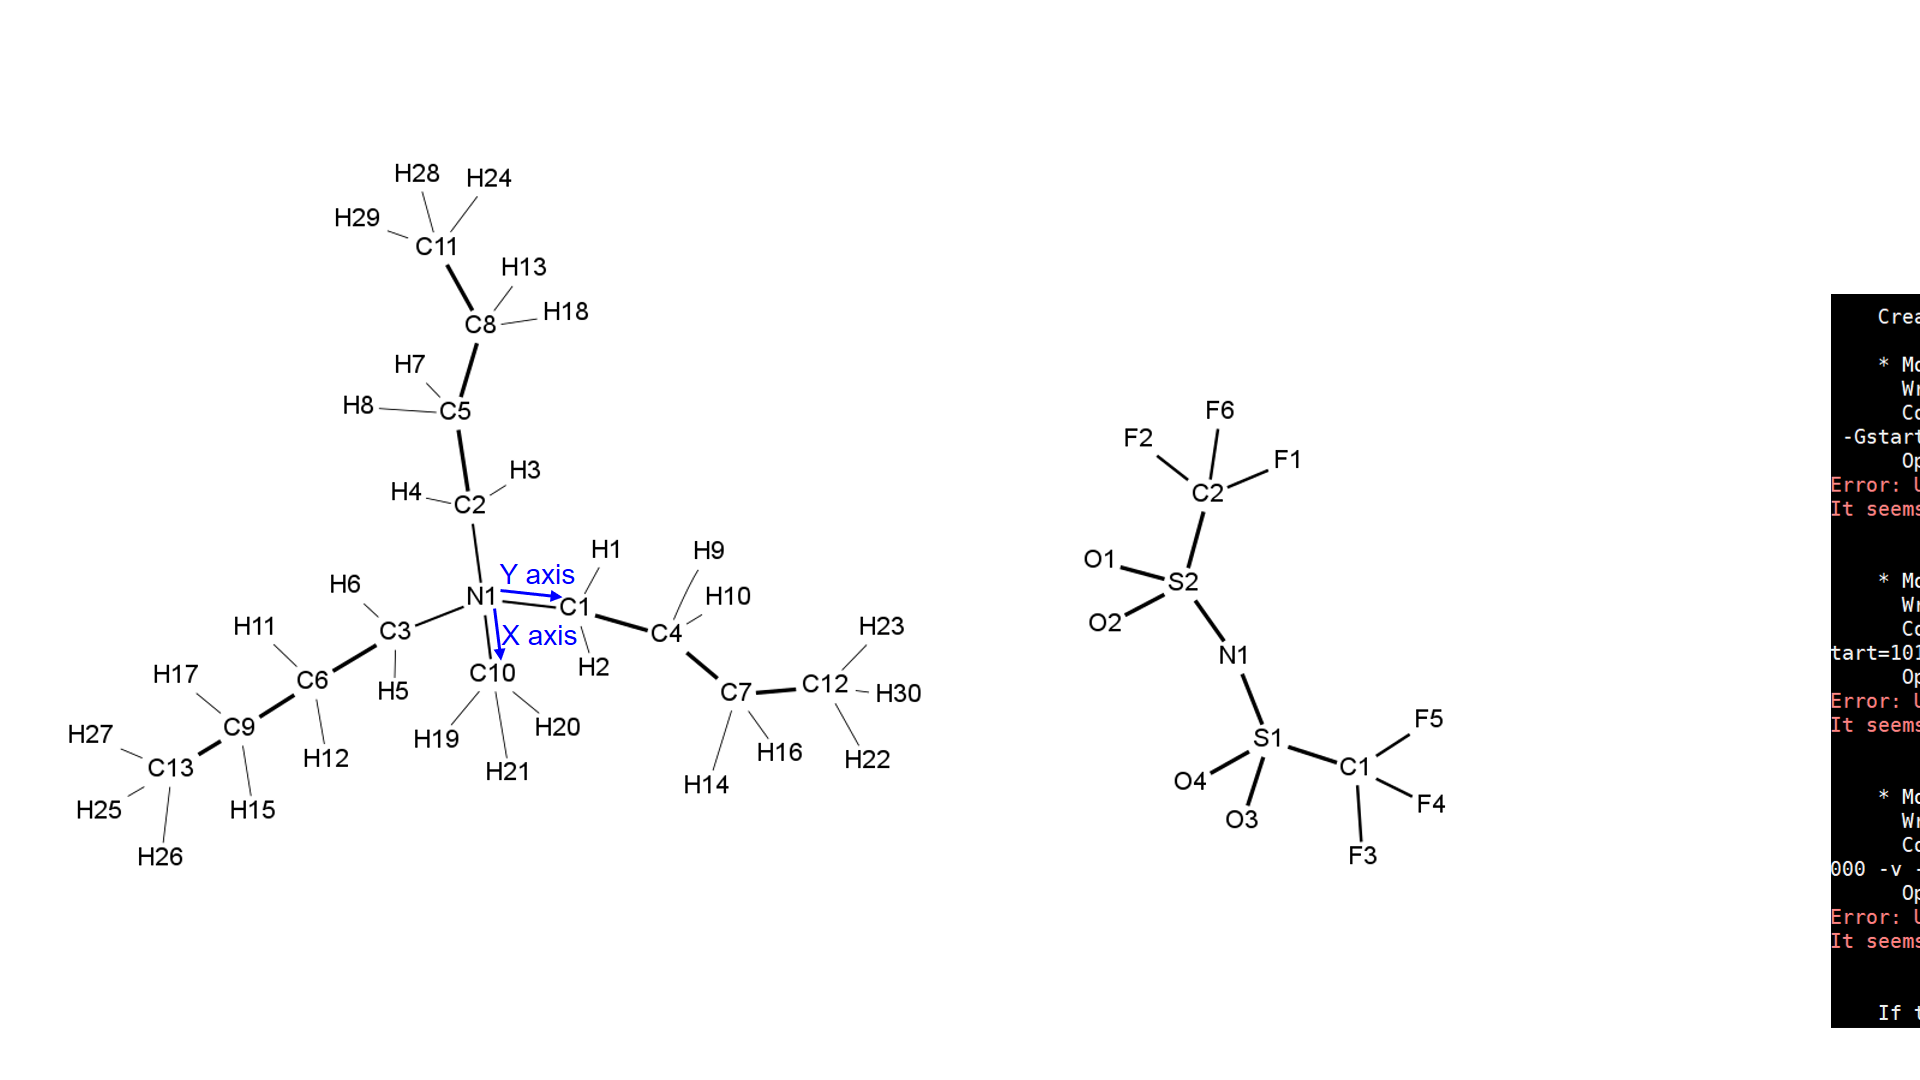 H28
H24
H29
C11
H13
H18
C8
H7
H8
C5
H3
H4
C2
H1
H9
Y axis
H6
N1
C1
H10
H11
C3
X axis
C4
H23
H17
C6
H5
C10
H2
C7
C12
H30
H27
C9
H19
H20
C13
H12
H21
H16
H22
H25
H15
H14
H26
F6
F2
F1
C2
O1
S2
O2
N1
S1
F5
O4
C1
F4
O3
F3
* Mo
Wr
-Gstart
Op
Error:
It seems
* Mo
Wr
tart=101
Op
Error:
It seems
* Mo
Wr
000 -v -
Op
Error:
It seems
If